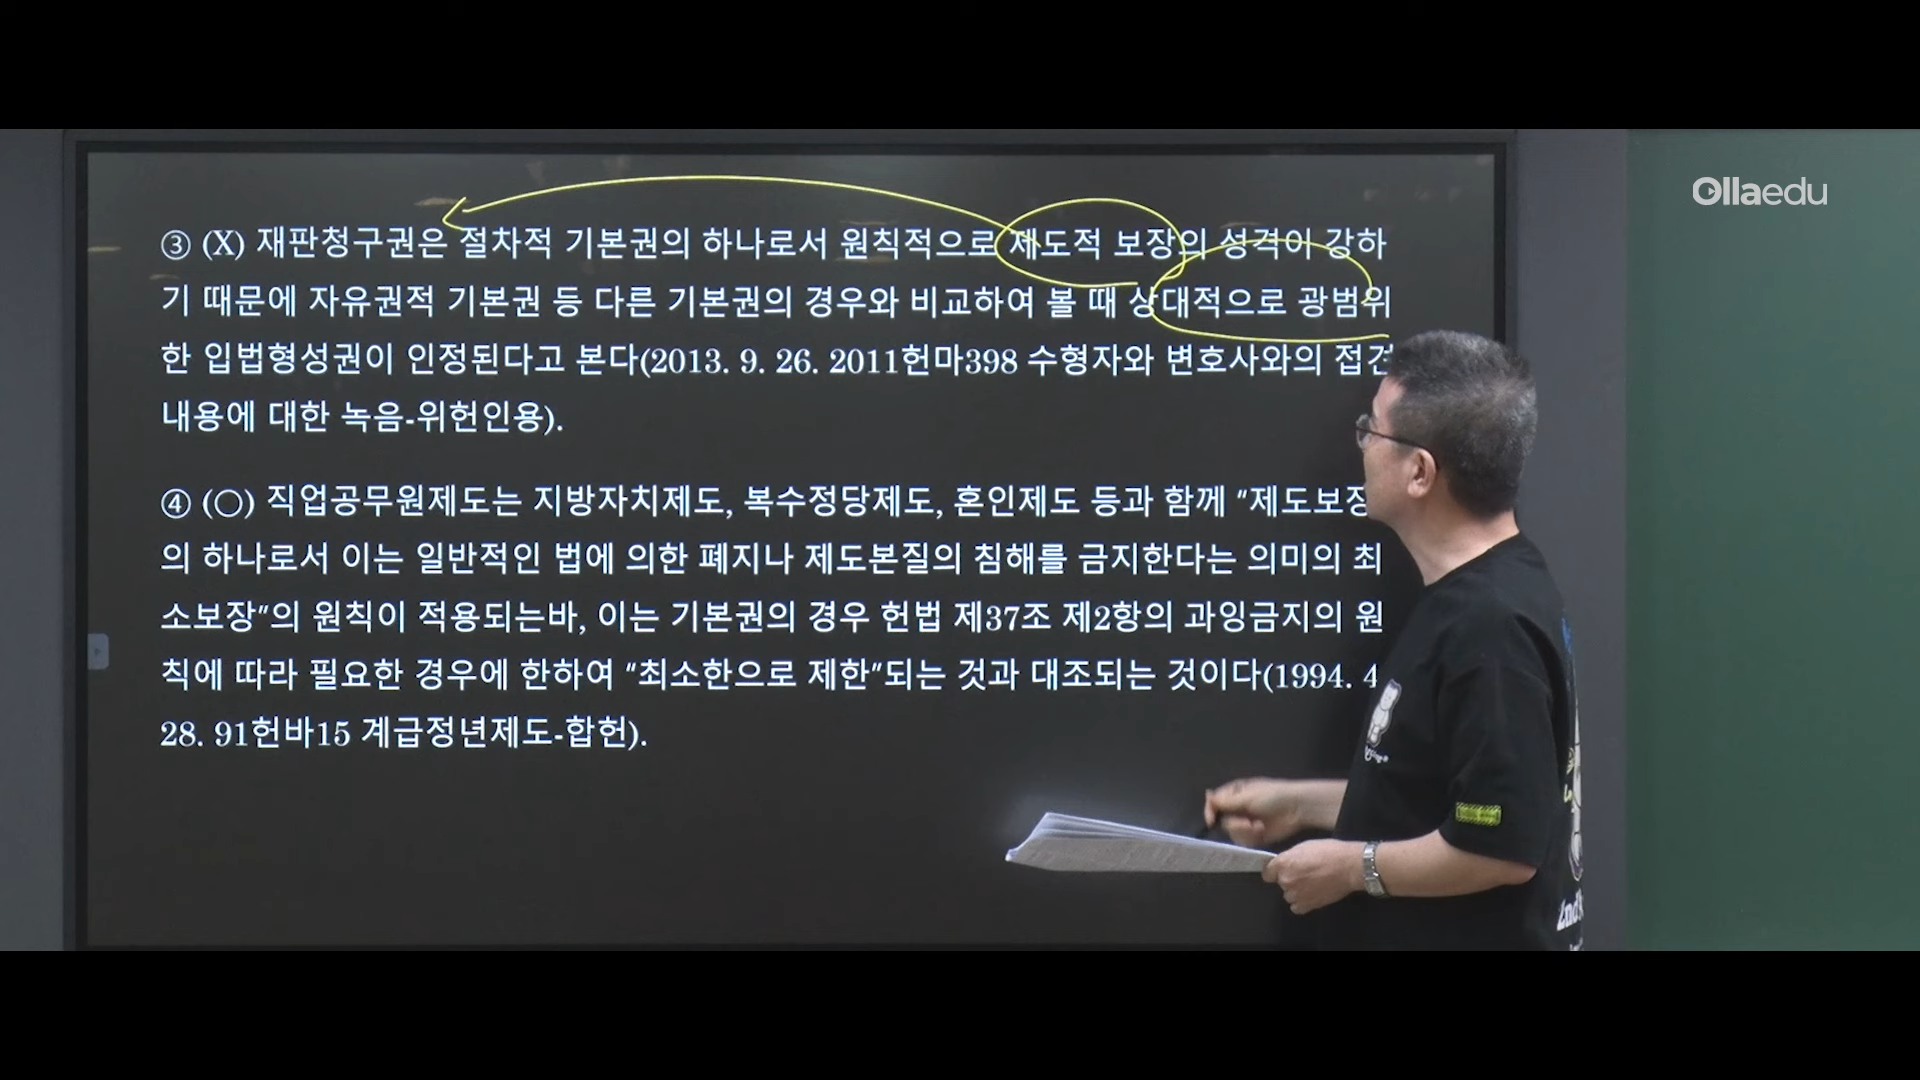 Ollaedu
③ (X) 재판청구권은 절차적 기본권의 하나로서 원칙적으로 제도적 보장의 성격이 강하
기 때문에 자유권적 기본권 등 다른 기본권의 경우와 비교하여 볼 때 상대적으로 광범위
한 입법형성권이 인정된다고 본다(2013. 9. 26. 2011헌마398 수형자와 변호사와의 접견
내용에 대한 녹음-위헌인용).
④ (○) 직업공무원제도는 지방자치제도, 복수정당제도, 혼인제도 등과 함께 "제도보장
의 하나로서 이는 일반적인 법에 의한 폐지나 제도본질의 침해를 금지한다는 의미의 최
소보장"의 원칙이 적용되는바, 이는 기본권의 경우 헌법 제37조 제2항의 과잉금지의 원
칙에 따라 필요한 경우에 한하여 "최소한으로 제한"되는 것과 대조되는 것이다(1994. 4
28. 91헌바15 계급정년제도-합헌).